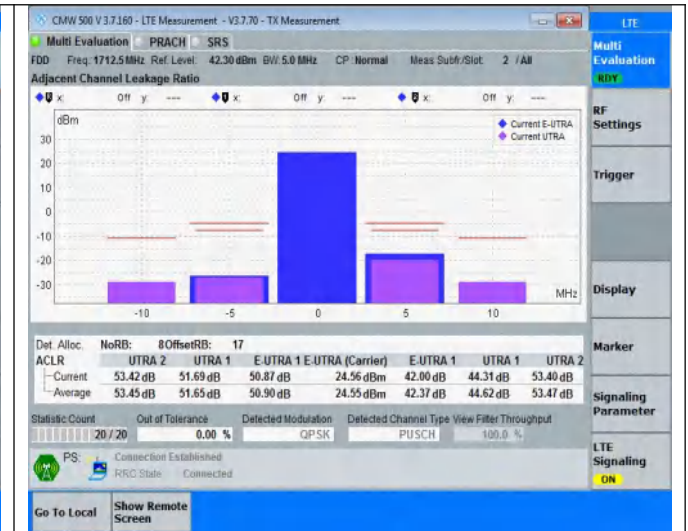 CMW 500 V 3.7.160 - LTE Measurement - V3.7.70 - TX Measurement
LTE
Multi Evaluation PRACH SRS
Multi Evaluation
RDY
FDD Freq: 1712.5 MHz Ref. Level: 42.30 dBm BW: 5.0 MHz CP: Normal Meas Subfr./Slot: 2 / All
Adjacent Channel Leakage Ratio
x: Off y: --- x: Off y: --- x: Off y: ---
dBm
Current E-UTRA
Current UTRA
30
20
10
0
-10
-20
-30
MHz
-10 -5 0 5 10
RF Settings
Trigger
Display
Marker
Signaling Parameter
LTE Signaling
ON
Det. Alloc. NoRB: 8 OffsetRB: 17
ACLR UTRA 2 UTRA 1 E-UTRA 1 E-UTRA (Carrier) E-UTRA 1 UTRA 1 UTRA 2
Current 53.42 dB 51.69 dB 50.87 dB 24.56 dBm 42.00 dB 44.31 dB 53.40 dB
Average 53.45 dB 51.65 dB 50.90 dB 24.55 dBm 42.37 dB 44.62 dB 53.47 dB
Statistic Count Out of Tolerance Detected Modulation Detected Channel Type View Filter Throughput
20 / 20 0.00 % QPSK PUSCH 100.0 %
PS: Connection Established
RRC State Connected
Go To Local
Show Remote Screen